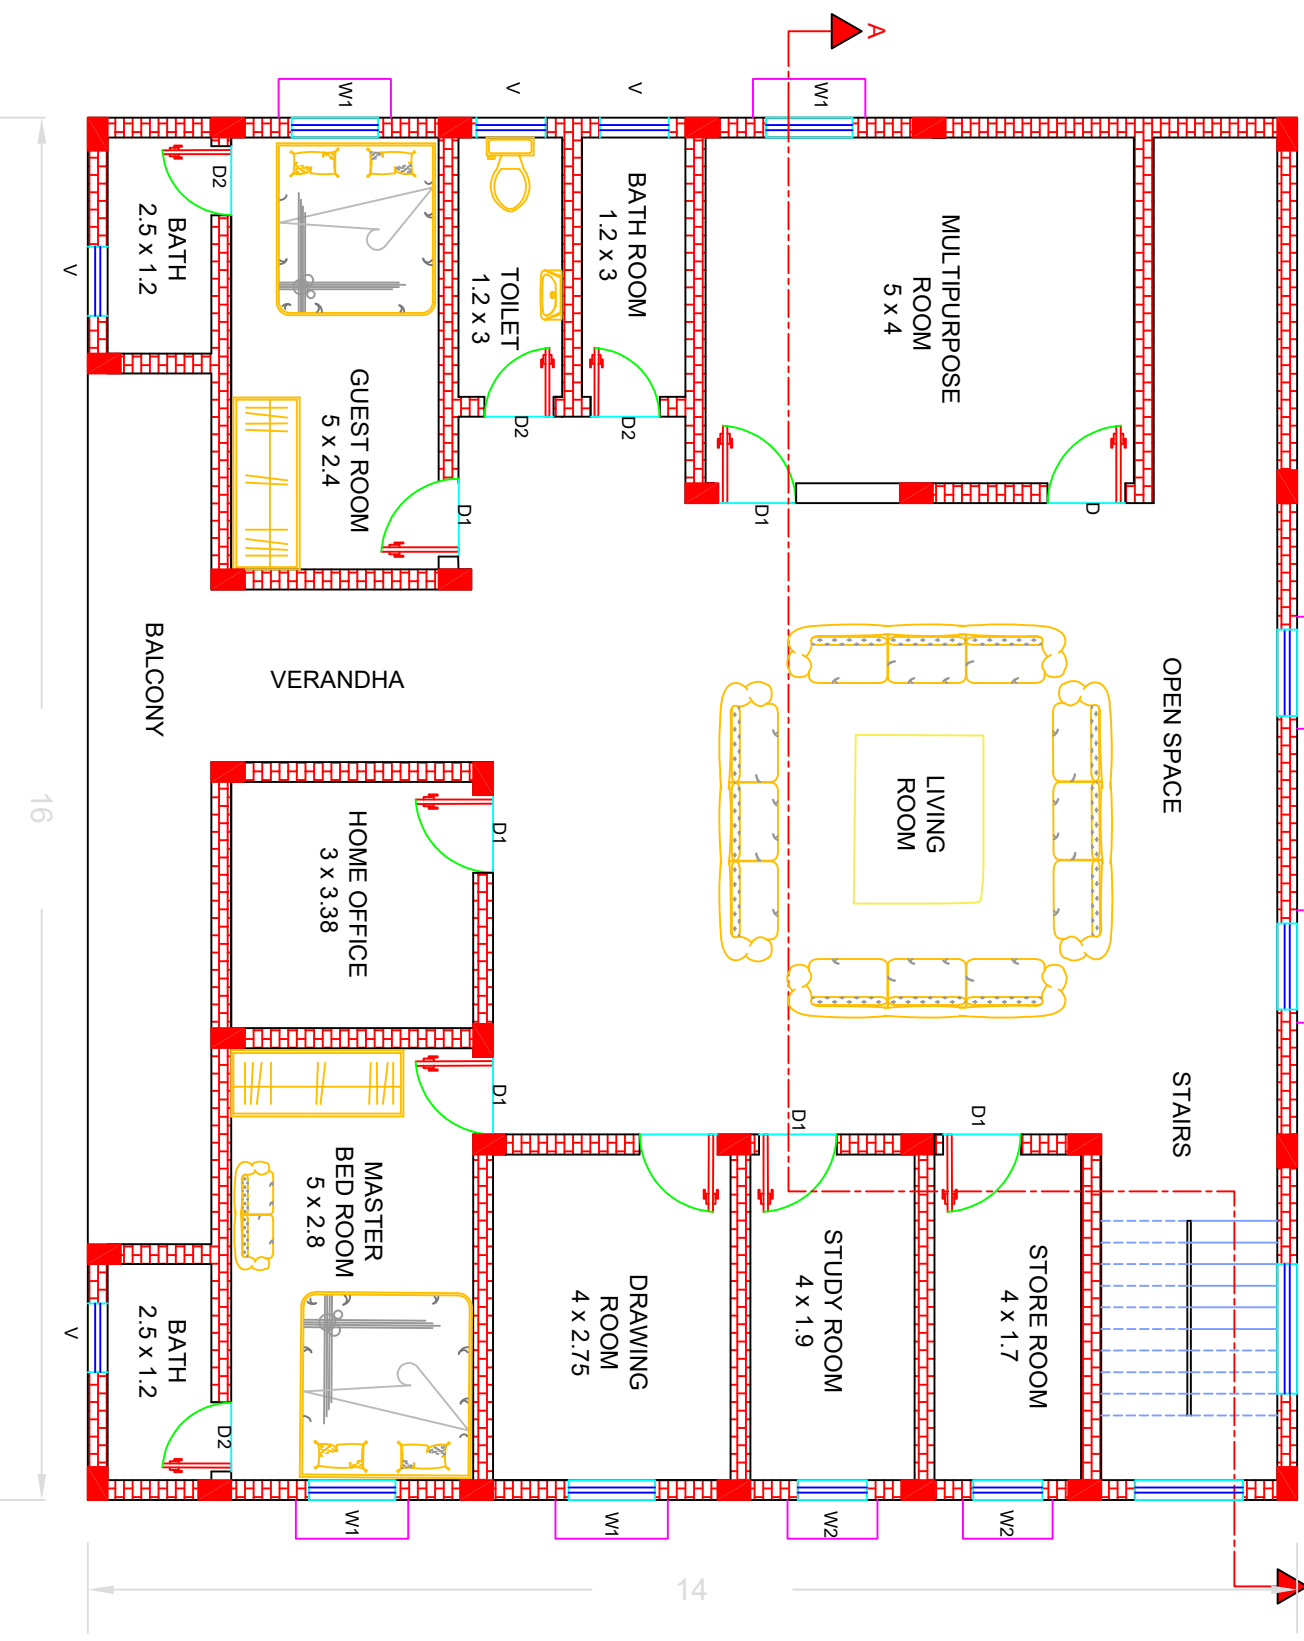 A
W1
V
V
W1
D2
BATH
2.5 x 1.2
V
TOILET
1.2 x 3
BATH ROOM
1.2 x 3
MULTIPURPOSE
ROOM
5 x 4
GUEST ROOM
5 x 2.4
D2
D2
D1
D1
D
BALCONY
VERANDHA
OPEN SPACE
LIVING
ROOM
16
HOME OFFICE
3 x 3.38
D1
D1
D1
D1
STAIRS
MASTER
BED ROOM
5 x 2.8
DRAWING
ROOM
4 x 2.75
STUDY ROOM
4 x 1.9
STORE ROOM
4 x 1.7
BATH
2.5 x 1.2
V
D2
W1
W1
W2
W2
14